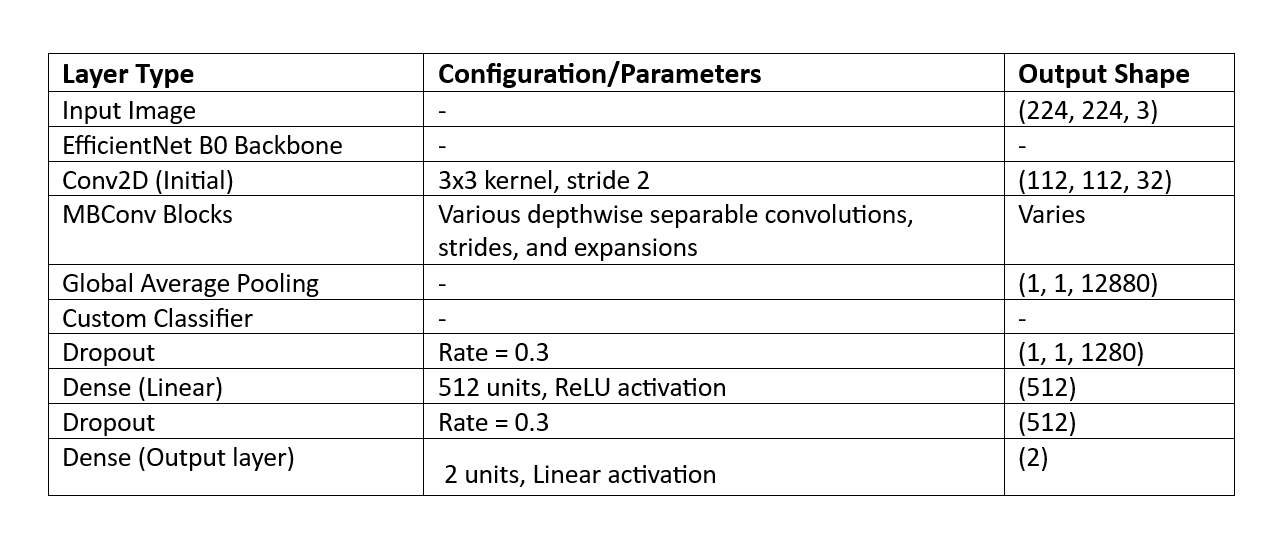 Layer Type Configuration/Parameters Output Shape
Input Image - (224, 224, 3)
EfficientNet B0 Backbone - -
Conv2D (Initial) 3x3 kernel, stride 2 (112, 112, 32)
MBConv Blocks Various depthwise separable convolutions, Varies
strides, and expansions
Global Average Pooling - (1, 1, 12880)
Custom Classifier - -
Dropout Rate = 0.3 (1, 1, 1280)
Dense (Linear) 512 units, ReLU activation (512)
Dropout Rate = 0.3 (512)
Dense (Output layer) 2 units, Linear activation (2)